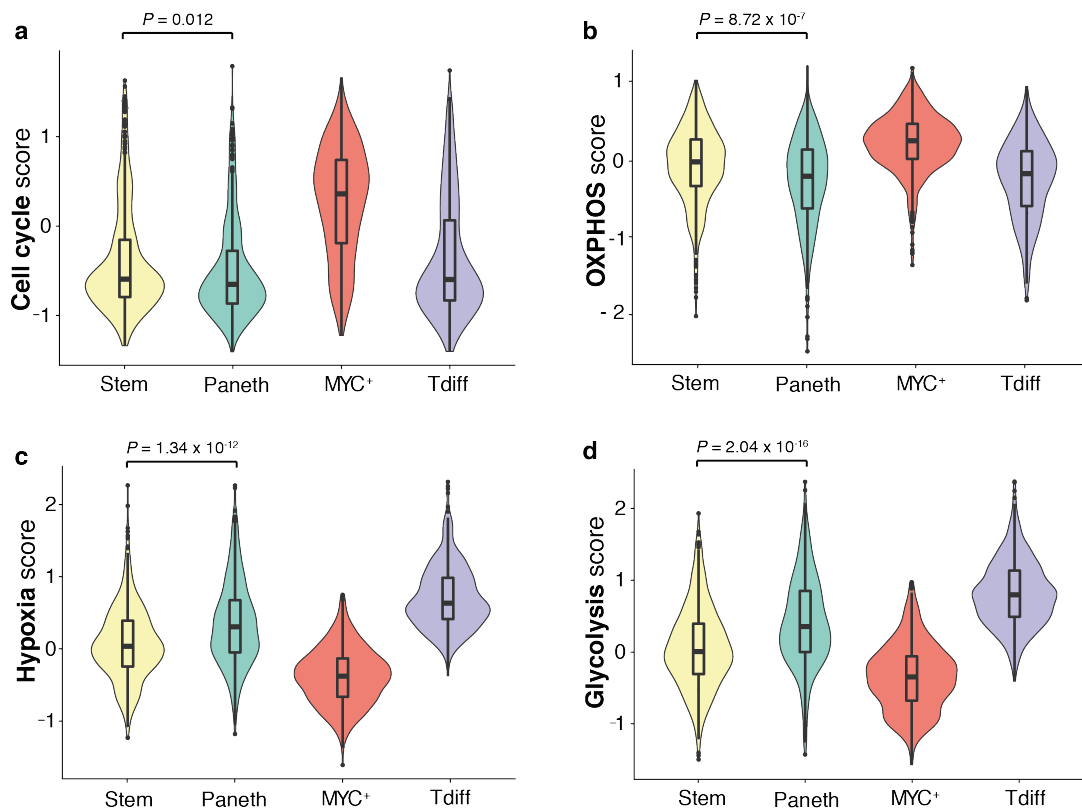 a
P = 0.012
Cell cycle score
1
0
−1
Stem Paneth MYC⁺ Tdiff
b
P = 8.72 x 10⁻⁷
OXPHOS score
1
0
-1
- 2
Stem Paneth MYC⁺ Tdiff
c
P = 1.34 x 10⁻¹²
Hypoxia score
2
1
0
−1
Stem Paneth MYC⁺ Tdiff
d
P = 2.04 x 10⁻¹⁶
Glycolysis score
2
1
0
−1
Stem Paneth MYC⁺ Tdiff